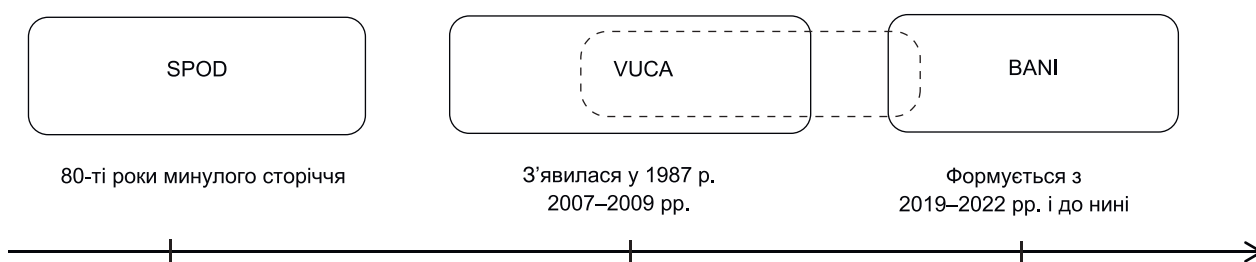 SPOD
VUCA
BANI
80-ті роки минулого сторіччя
З’явилася у 1987 р.
2007–2009 рр.
Формується з
2019–2022 рр. і до нині